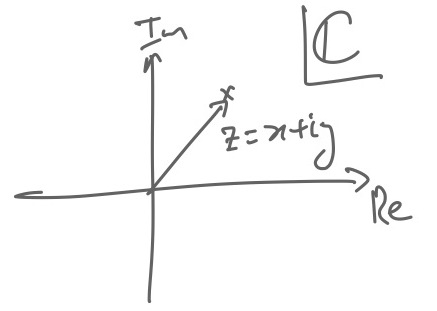 Im
ℂ
z = x+iy
Re